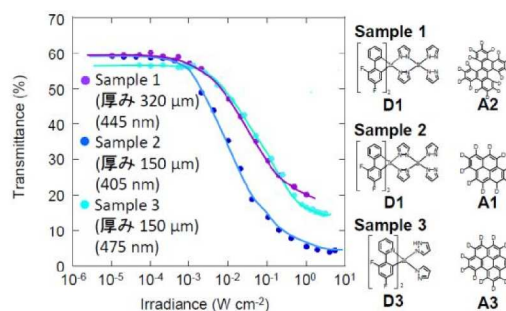 70
60
50
40
30
20
10
0
Transmittance (%)
Sample 1
(厚み 320 μm)
(445 nm)
Sample 2
(厚み 150 μm)
(405 nm)
Sample 3
(厚み 150 μm)
(475 nm)
10⁻⁶ 10⁻⁵ 10⁻⁴ 10⁻³ 10⁻² 10⁻¹ 10⁰ 10¹
Irradiance (W cm⁻²)
Sample 1
2
D1 A2
Sample 2
2
D1 A1
Sample 3
2
D3 A3